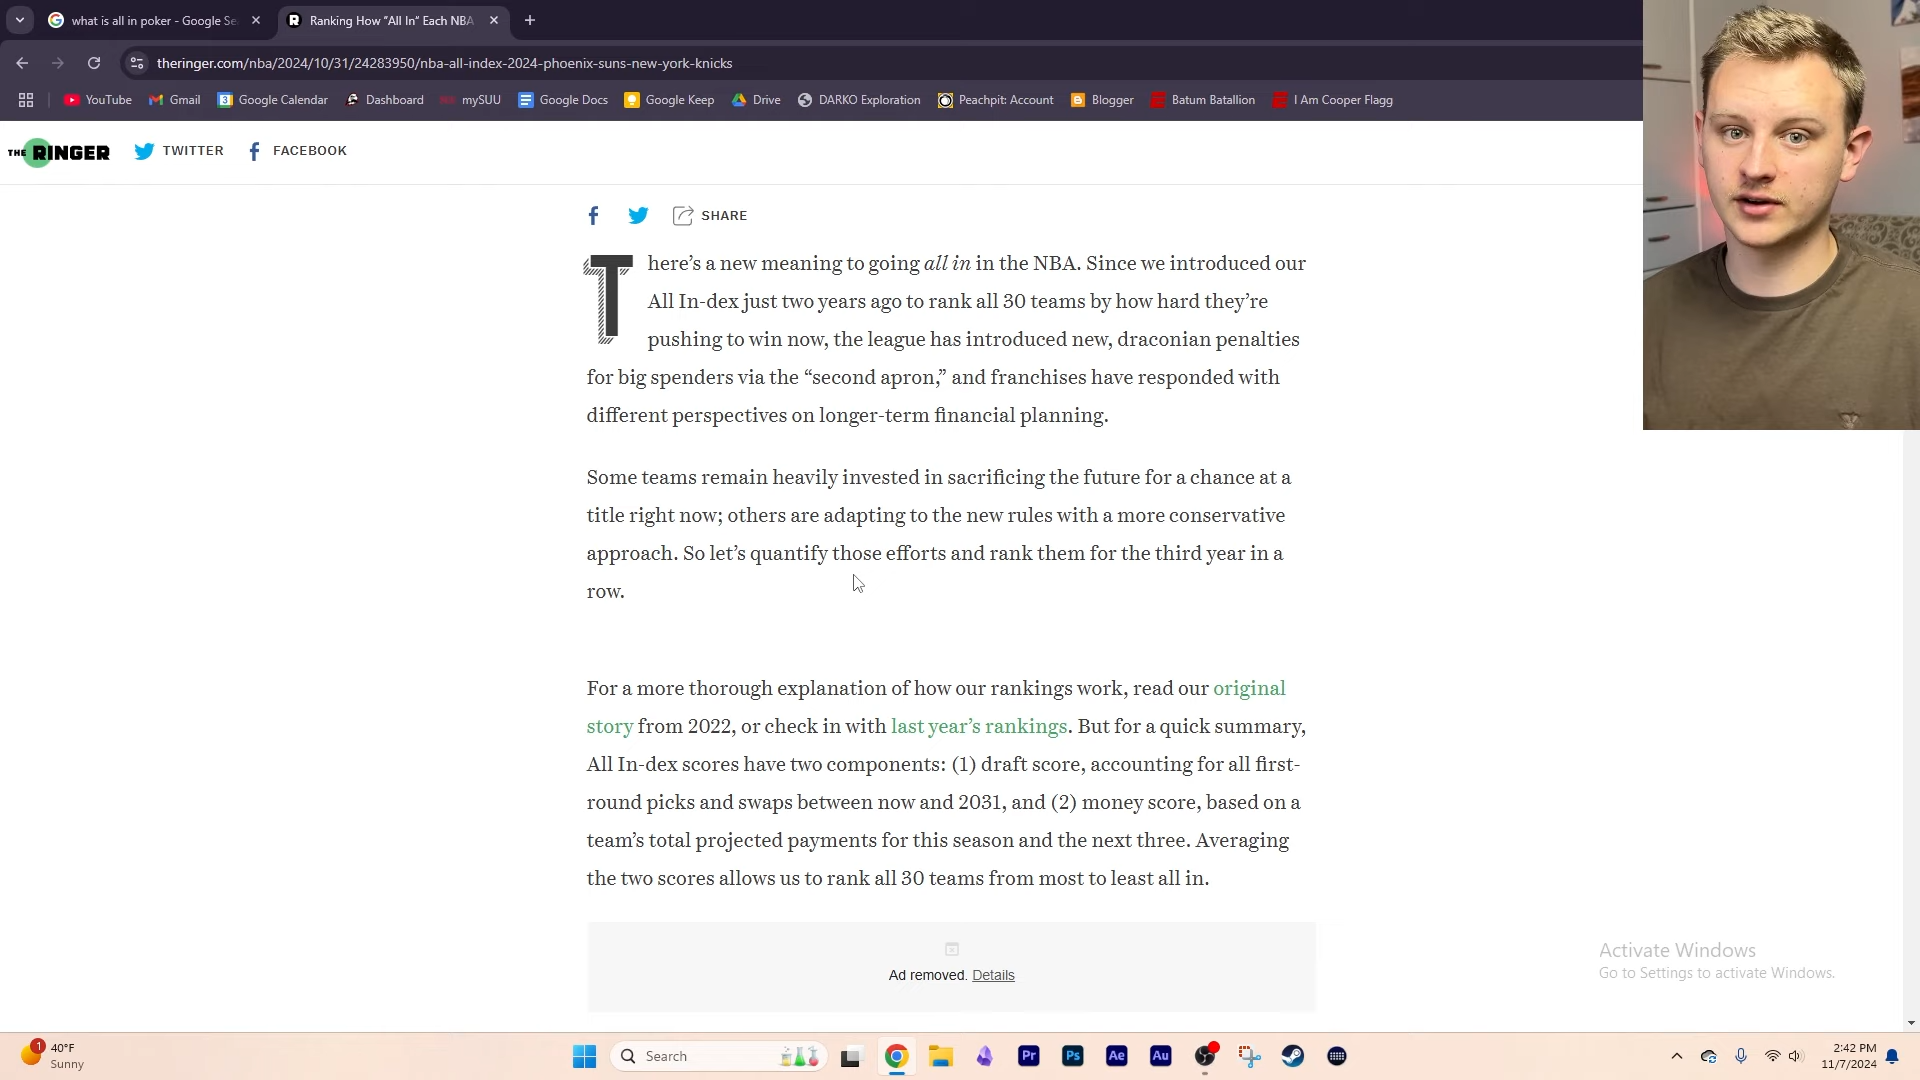 what is all in poker - Google Se
Ranking How "All In" Each NBA
theringer.com/nba/2024/10/31/24283950/nba-all-index-2024-phoenix-suns-new-york-knicks
YouTube
Gmail
Google Calendar
Dashboard
mySUU
Google Docs
Google Keep
Drive
DARKO Exploration
Peachpit: Account
Blogger
Batum Batallion
I Am Cooper Flagg
THE RINGER
TWITTER
FACEBOOK
SHARE
There’s a new meaning to going all in in the NBA. Since we introduced our
All In-dex just two years ago to rank all 30 teams by how hard they’re
pushing to win now, the league has introduced new, draconian penalties
for big spenders via the “second apron,” and franchises have responded with
different perspectives on longer-term financial planning.
Some teams remain heavily invested in sacrificing the future for a chance at a
title right now; others are adapting to the new rules with a more conservative
approach. So let’s quantify those efforts and rank them for the third year in a
row.
For a more thorough explanation of how our rankings work, read our original
story from 2022, or check in with last year’s rankings. But for a quick summary,
All In-dex scores have two components: (1) draft score, accounting for all first-
round picks and swaps between now and 2031, and (2) money score, based on a
team’s total projected payments for this season and the next three. Averaging
the two scores allows us to rank all 30 teams from most to least all in.
Ad removed. Details
Activate Windows
Go to Settings to activate Windows.
1
40°F
Sunny
Search
Pr
Ps
Ae
Au
2:42 PM
11/7/2024